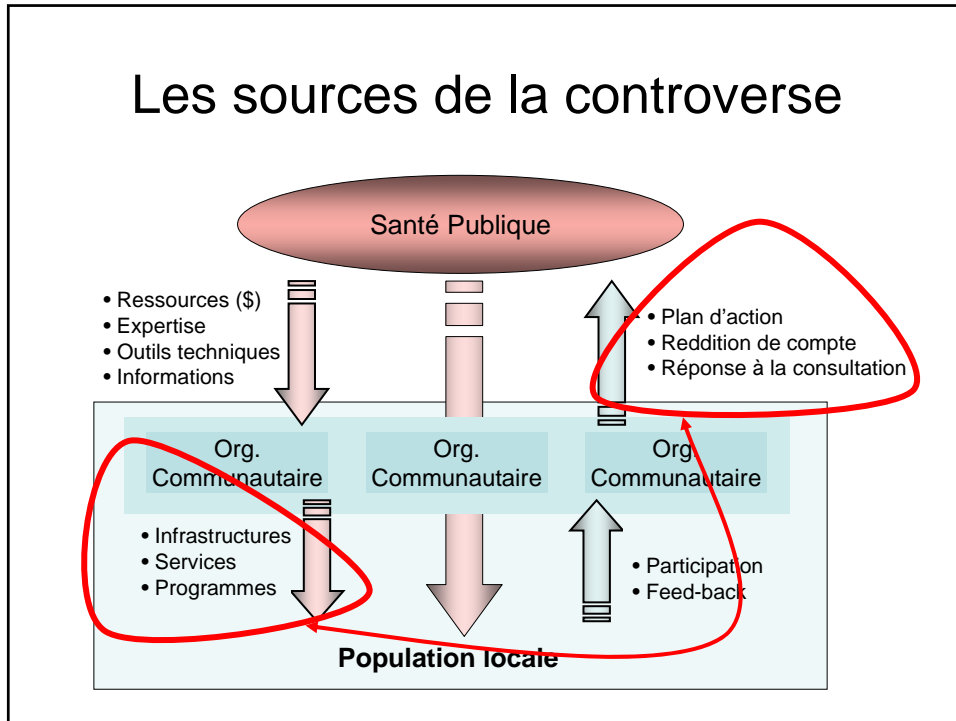 Les sources de la controverse
Santé Publique
• Ressources ($)
• Expertise
• Outils techniques
• Informations
• Plan d'action
• Reddition de compte
• Réponse à la consultation
Org.
Communautaire
Org.
Communautaire
Org.
Communautaire
• Infrastructures
• Services
• Programmes
• Participation
• Feed-back
Population locale